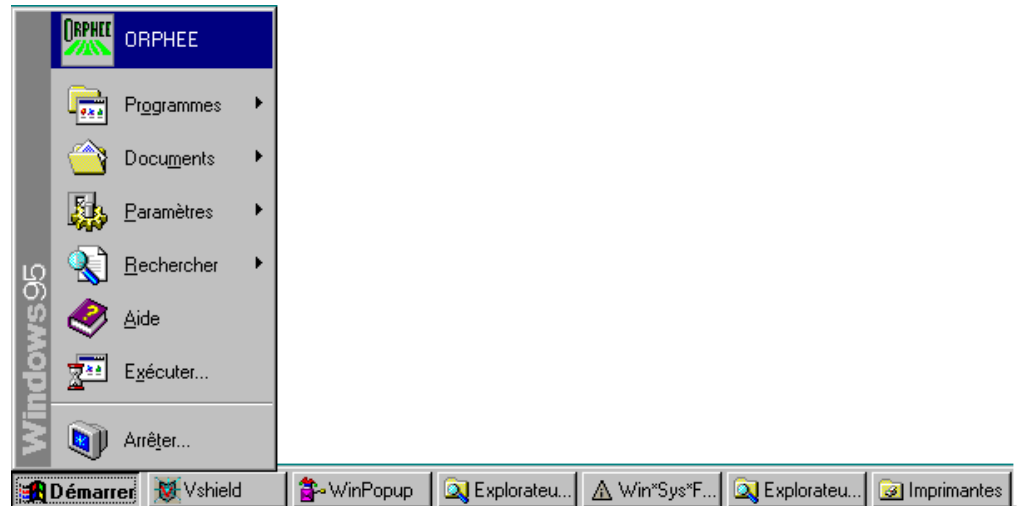 ORPHEE ORPHEE
Programmes
Documents
Paramètres
Rechercher
Aide
Exécuter...
Arrêter...
Windows95
Démarrer Vshield WinPopup Explorateu... Win*Sys*F... Explorateu... Imprimantes